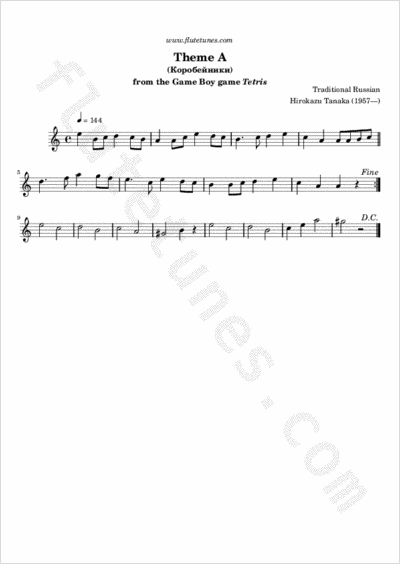 www.flutetunes.com
Theme A
(Коробейники)
from the Game Boy game Tetris
Traditional Russian
Hirokazu Tanaka (1957—)
♩ = 144
5
Fine
9
D.C.
flutetunes.com